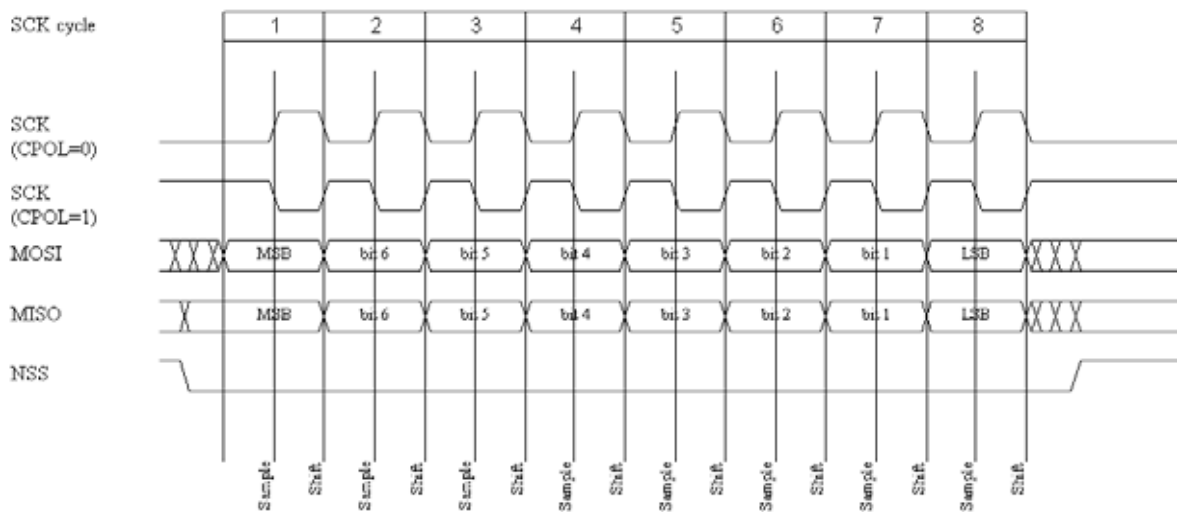 SCK cycle 1 2 3 4 5 6 7 8
SCK
(CPOL=0)
SCK
(CPOL=1)
MOSI MSB bit 6 bit 5 bit 4 bit 3 bit 2 bit 1 LSB
MISO MSB bit 6 bit 5 bit 4 bit 3 bit 2 bit 1 LSB
NSS
Sample Shift Sample Shift Sample Shift Sample Shift Sample Shift Sample Shift Sample Shift Sample Shift